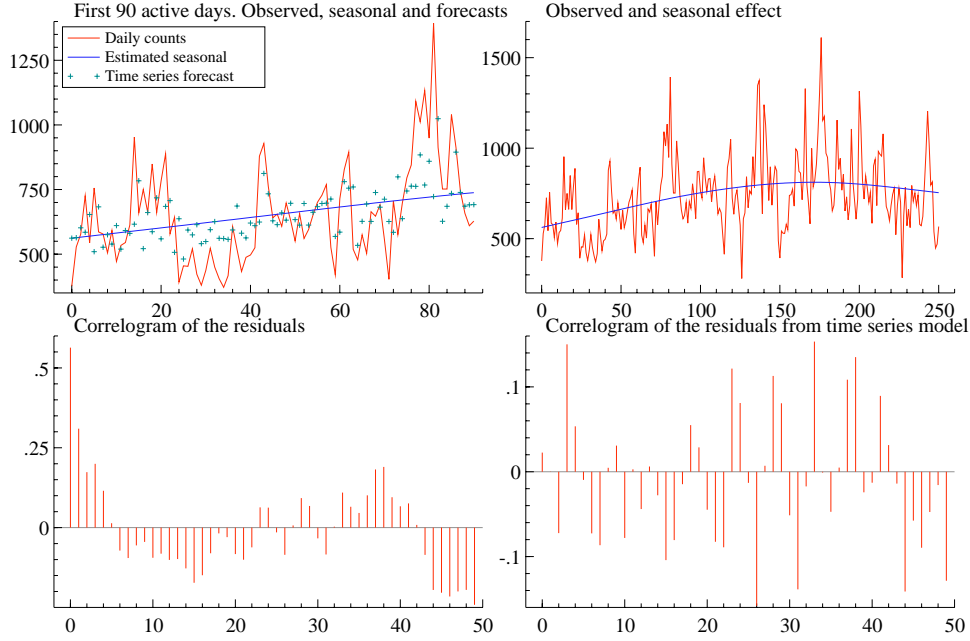 First 90 active days. Observed, seasonal and forecasts
Daily counts
Estimated seasonal
Time series forecast
1250
1000
750
500
0 20 40 60 80
Observed and seasonal effect
1500
1000
500
0 50 100 150 200 250
Correlogram of the residuals
.5
.25
0
0 10 20 30 40 50
Correlogram of the residuals from time series model
.1
0
-.1
0 10 20 30 40 50